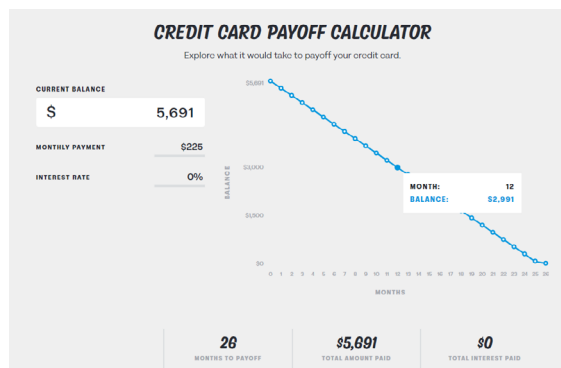 CREDIT CARD PAYOFF CALCULATOR
Explore what it would take to payoff your credit card.
CURRENT BALANCE
$ 5,691
MONTHLY PAYMENT $225
INTEREST RATE 0%
BALANCE
$5,691
$3,000
$1,500
$0
MONTH: 12
BALANCE: $2,991
0 1 2 3 4 5 6 7 8 9 10 11 12 13 14 15 16 17 18 19 20 21 22 23 24 25 26
MONTHS
26
MONTHS TO PAYOFF
$5,691
TOTAL AMOUNT PAID
$0
TOTAL INTEREST PAID